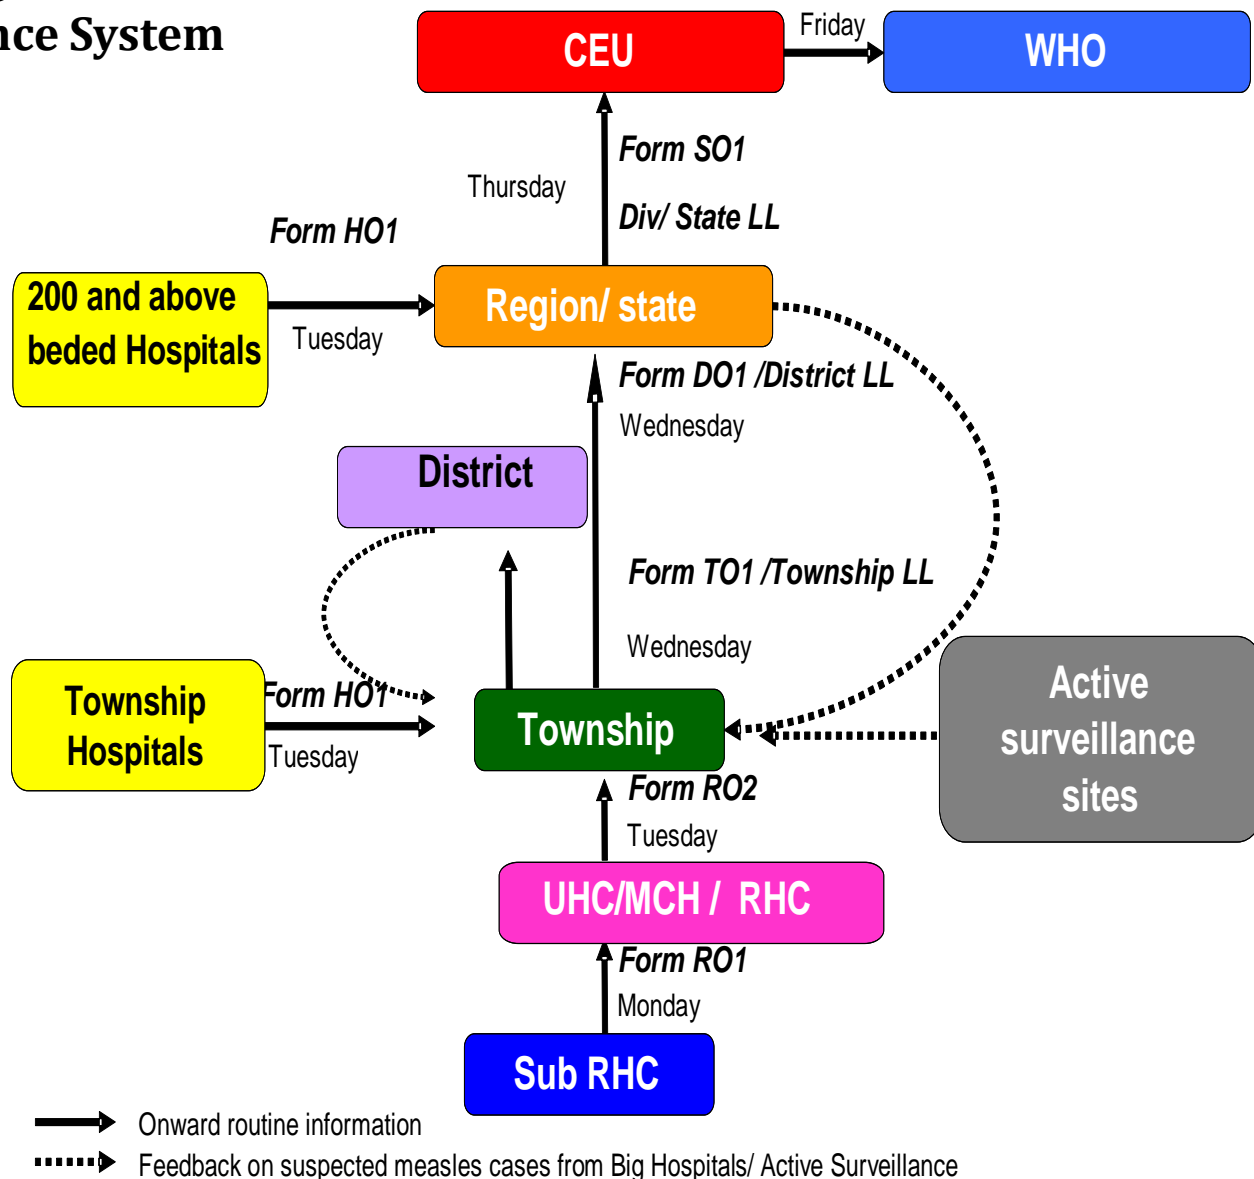 nce System
CEU
Friday
WHO
Form SO1
Thursday
Div/ State LL
Form HO1
200 and above
beded Hospitals
Tuesday
Region/ state
Form DO1 /District LL
Wednesday
District
Form TO1 /Township LL
Wednesday
Township
Hospitals
Form HO1
Tuesday
Township
Active
surveillance
sites
Form RO2
Tuesday
UHC/MCH / RHC
Form RO1
Monday
Sub RHC
Onward routine information
Feedback on suspected measles cases from Big Hospitals/ Active Surveillance